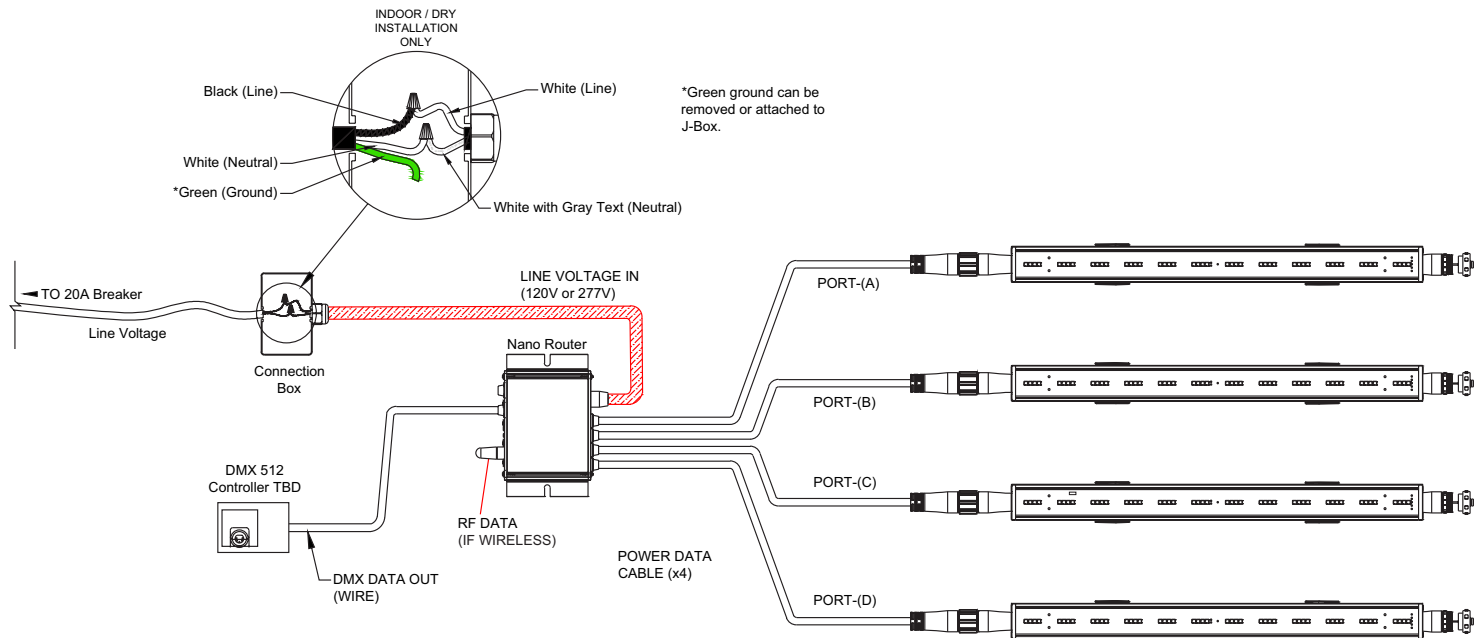 INDOOR / DRY
INSTALLATION
ONLY
Black (Line)
White (Line)
*Green ground can be
removed or attached to
J-Box.
White (Neutral)
*Green (Ground)
White with Gray Text (Neutral)
TO 20A Breaker
Line Voltage
Connection
Box
LINE VOLTAGE IN
(120V or 277V)
Nano Router
PORT-(A)
PORT-(B)
PORT-(C)
PORT-(D)
DMX 512
Controller TBD
RF DATA
(IF WIRELESS)
DMX DATA OUT
(WIRE)
POWER DATA
CABLE (x4)